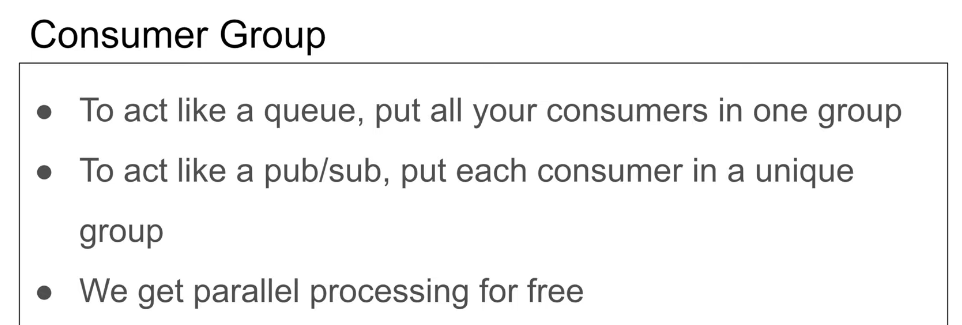 Consumer Group
● To act like a queue, put all your consumers in one group
● To act like a pub/sub, put each consumer in a unique
group
● We get parallel processing for free